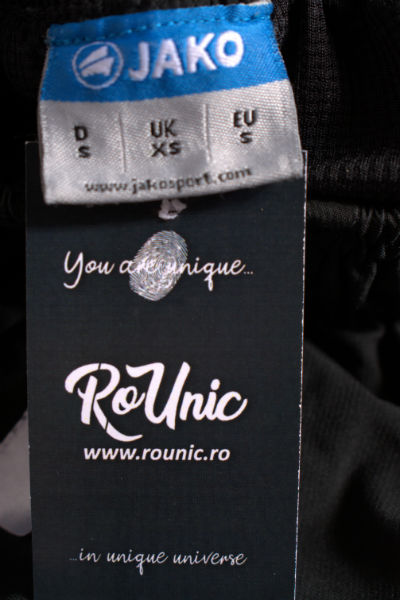 JAKO
D UK EU
S XS S
www.jakosport.com
You are unique...
RoUnic
www.rounic.ro
...in unique universe